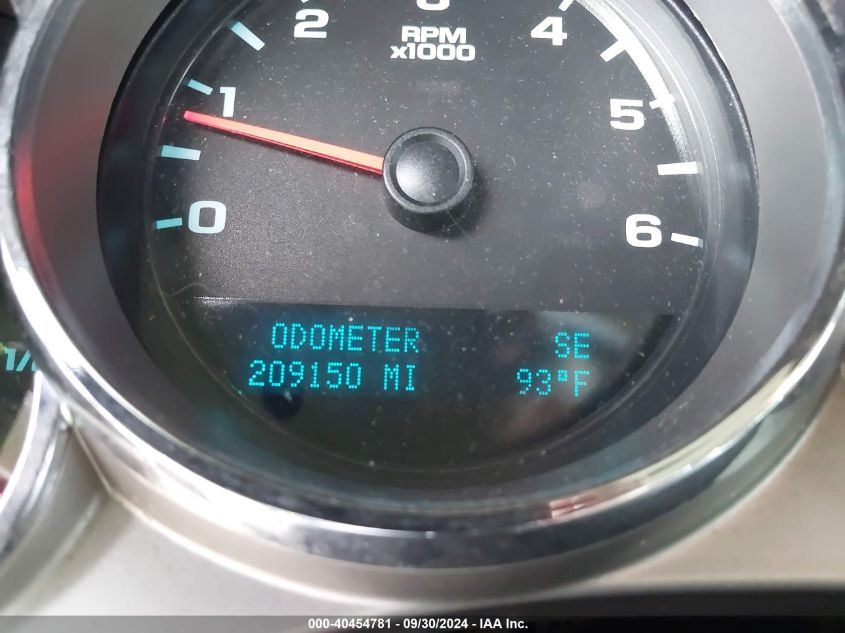 3
2 4
RPM
x1000
1 5
0 6
ODOMETER SE
209150 MI 93°F
000-40454781 - 09/30/2024 - IAA Inc.